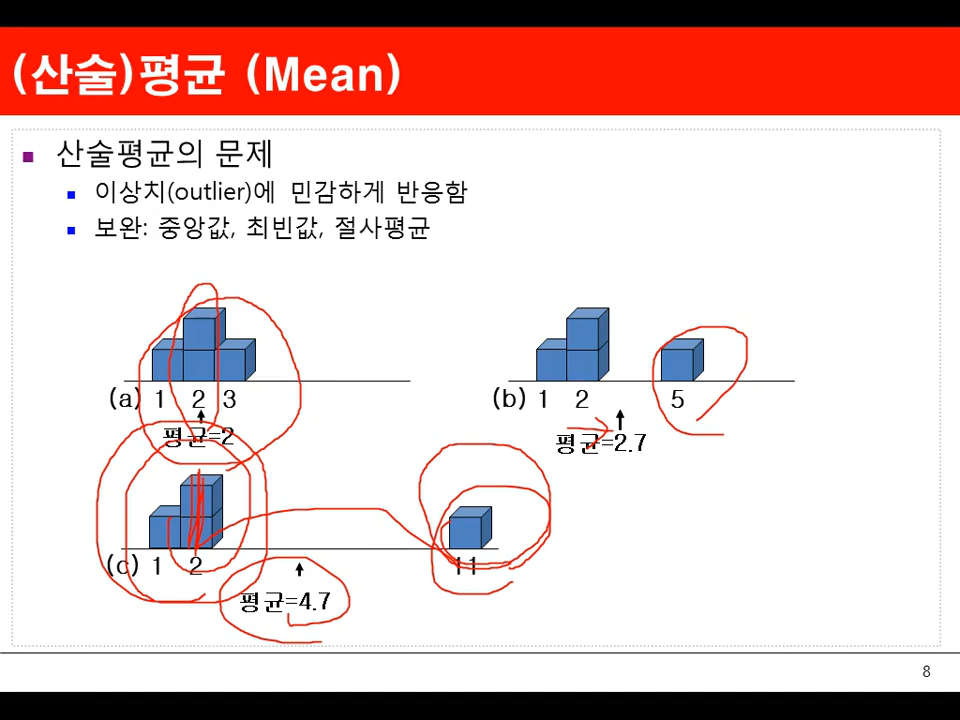 (산술)평균 (Mean)
산술평균의 문제
이상치(outlier)에 민감하게 반응함
보완: 중앙값, 최빈값, 절사평균
(a) 1 2 3
평균=2
(b) 1 2 5
평균=2.7
(c) 1 2 11
평균=4.7
8